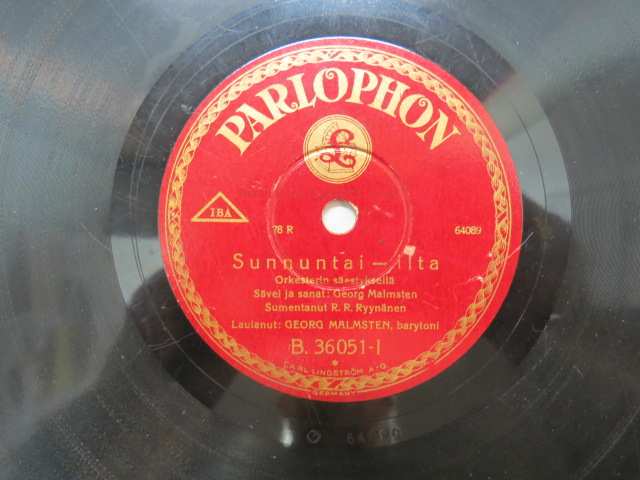 PARLOPHON
£
IBA
78 R
64089
Sunnuntai-ilta
Orkesterin säestyksellä
Sävel ja sanat: Georg Malmsten
Sumentanut R. R. Ryynänen
Laulanut: GEORG MALMSTEN, barytoni
B. 36051-I
CARL LINDSTRÖM A.G.
GERMANY